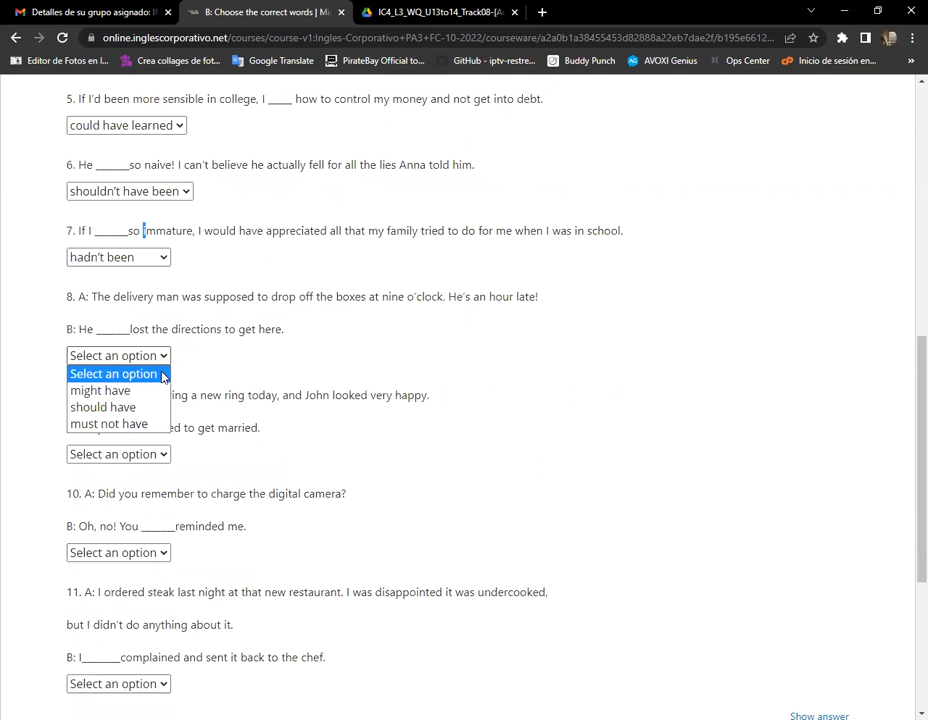 Detalles de su grupo asignado: IN
B: Choose the correct words | Mic
IC4_L3_WQ_U13to14_Track08-[Au
online.inglescorporativo.net/courses/course-v1:Ingles-Corporativo+PA3+FC-10-2022/courseware/a2a0b1a38455453d82888a22eb7dae2f/b195e6612...
Editor de Fotos en l... Crea collages de fot... Google Translate PirateBay Official to... GitHub - iptv-restre... Buddy Punch AVOXI Genius Ops Center Inicio de sesión en... »
5. If I'd been more sensible in college, I _____ how to control my money and not get into debt.
could have learned
6. He _______so naive! I can't believe he actually fell for all the lies Anna told him.
shouldn't have been
7. If I _______so immature, I would have appreciated all that my family tried to do for me when I was in school.
hadn't been
8. A: The delivery man was supposed to drop off the boxes at nine o'clock. He's an hour late!
B: He _______lost the directions to get here.
Select an option
Select an option
might have
ing a new ring today, and John looked very happy.
should have
must not have
ed to get married.
Select an option
10. A: Did you remember to charge the digital camera?
B: Oh, no! You _______reminded me.
Select an option
11. A: I ordered steak last night at that new restaurant. I was disappointed it was undercooked,
but I didn't do anything about it.
B: I________complained and sent it back to the chef.
Select an option
Show answer